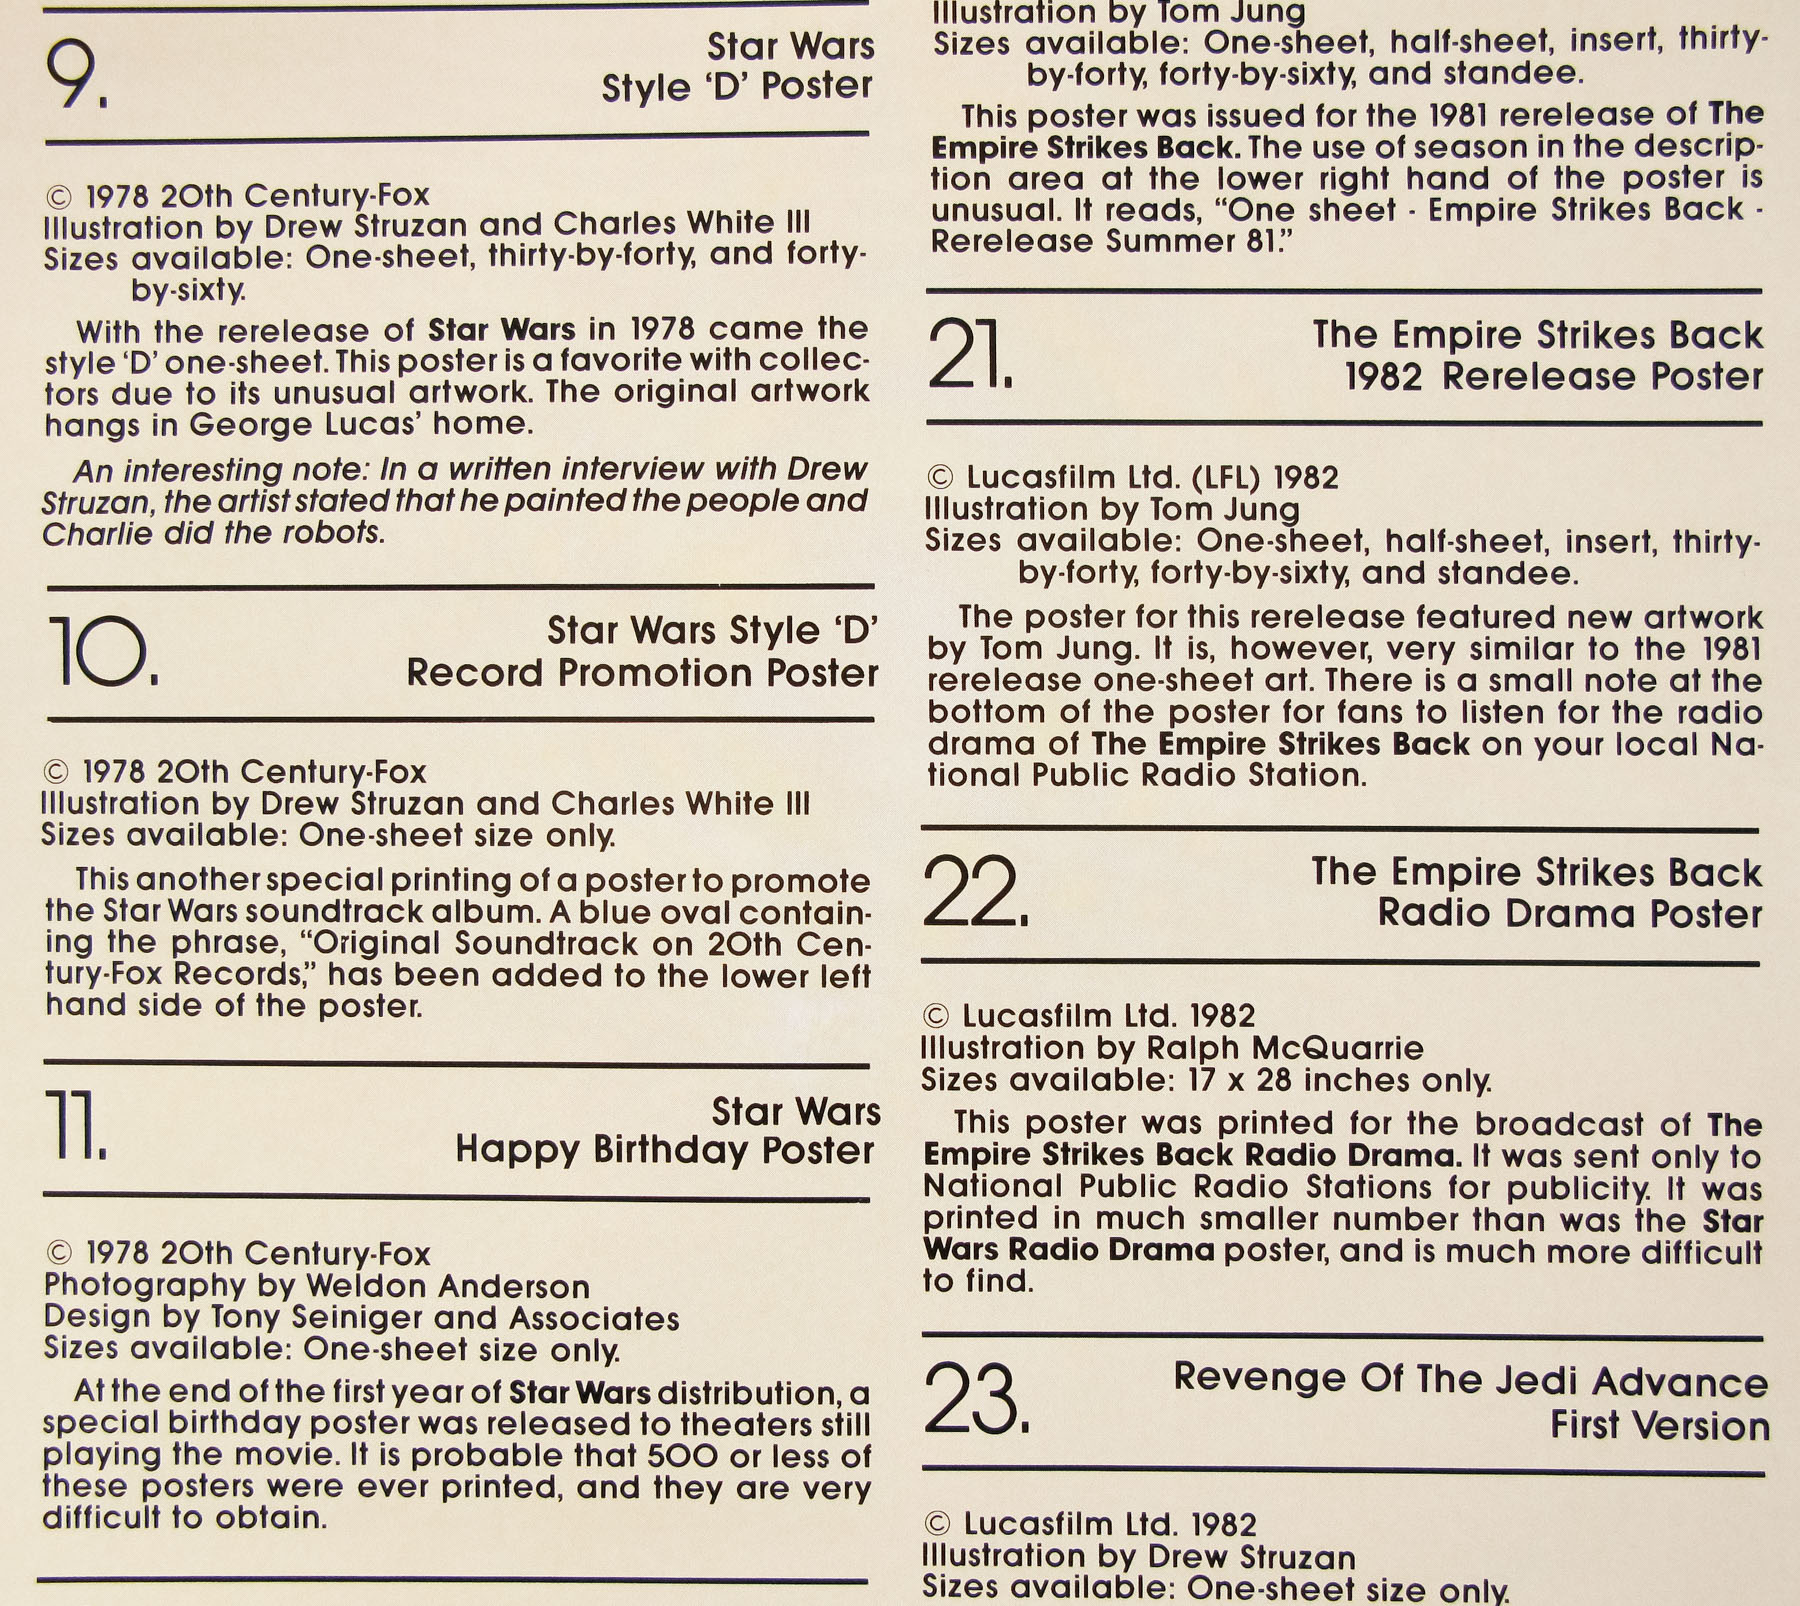 9.
Star Wars
Style ‘D’ Poster
© 1978 20th Century-Fox
Illustration by Drew Struzan and Charles White III
Sizes available: One-sheet, thirty-by-forty, and forty-
by-sixty.
With the rerelease of Star Wars in 1978 came the
style ‘D’ one-sheet. This poster is a favorite with collec-
tors due to its unusual artwork. The original artwork
hangs in George Lucas’ home.
An interesting note: In a written interview with Drew
Struzan, the artist stated that he painted the people and
Charlie did the robots.
10.
Star Wars Style ‘D’
Record Promotion Poster
© 1978 20th Century-Fox
Illustration by Drew Struzan and Charles White III
Sizes available: One-sheet size only.
This another special printing of a poster to promote
the Star Wars soundtrack album. A blue oval contain-
ing the phrase, “Original Soundtrack on 20th Cen-
tury-Fox Records,” has been added to the lower left
hand side of the poster.
11.
Star Wars
Happy Birthday Poster
© 1978 20th Century-Fox
Photography by Weldon Anderson
Design by Tony Seiniger and Associates
Sizes available: One-sheet size only.
At the end of the first year of Star Wars distribution, a
special birthday poster was released to theaters still
playing the movie. It is probable that 500 or less of
these posters were ever printed, and they are very
difficult to obtain.
Illustration by Tom Jung
Sizes available: One-sheet, half-sheet, insert, thirty-
by-forty, forty-by-sixty, and standee.
This poster was issued for the 1981 rerelease of The
Empire Strikes Back. The use of season in the descrip-
tion area at the lower right hand of the poster is
unusual. It reads, “One sheet - Empire Strikes Back -
Rerelease Summer 81.”
21.
The Empire Strikes Back
1982 Rerelease Poster
© Lucasfilm Ltd. (LFL) 1982
Illustration by Tom Jung
Sizes available: One-sheet, half-sheet, insert, thirty-
by-forty, forty-by-sixty, and standee.
The poster for this rerelease featured new artwork
by Tom Jung. It is, however, very similar to the 1981
rerelease one-sheet art. There is a small note at the
bottom of the poster for fans to listen for the radio
drama of The Empire Strikes Back on your local Na-
tional Public Radio Station.
22.
The Empire Strikes Back
Radio Drama Poster
© Lucasfilm Ltd. 1982
Illustration by Ralph McQuarrie
Sizes available: 17 x 28 inches only.
This poster was printed for the broadcast of The
Empire Strikes Back Radio Drama. It was sent only to
National Public Radio Stations for publicity. It was
printed in much smaller number than was the Star
Wars Radio Drama poster, and is much more difficult
to find.
23.
Revenge Of The Jedi Advance
First Version
© Lucasfilm Ltd. 1982
Illustration by Drew Struzan
Sizes available: One-sheet size only.